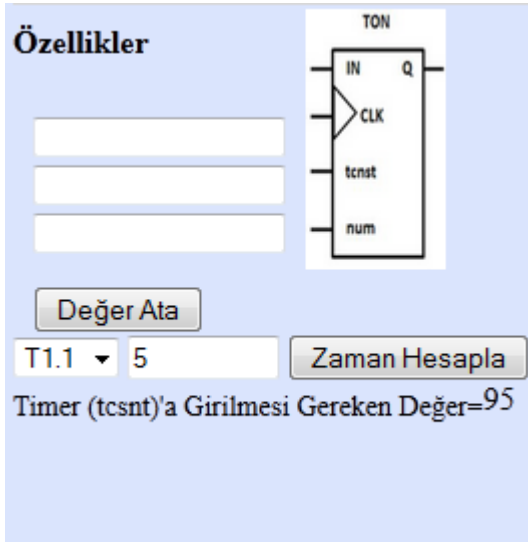 Özellikler
TON
IN Q
CLK
tcnst
num
Değer Ata
T1.1 5 Zaman Hesapla
Timer (tcsnt)'a Girilmesi Gereken Değer=95